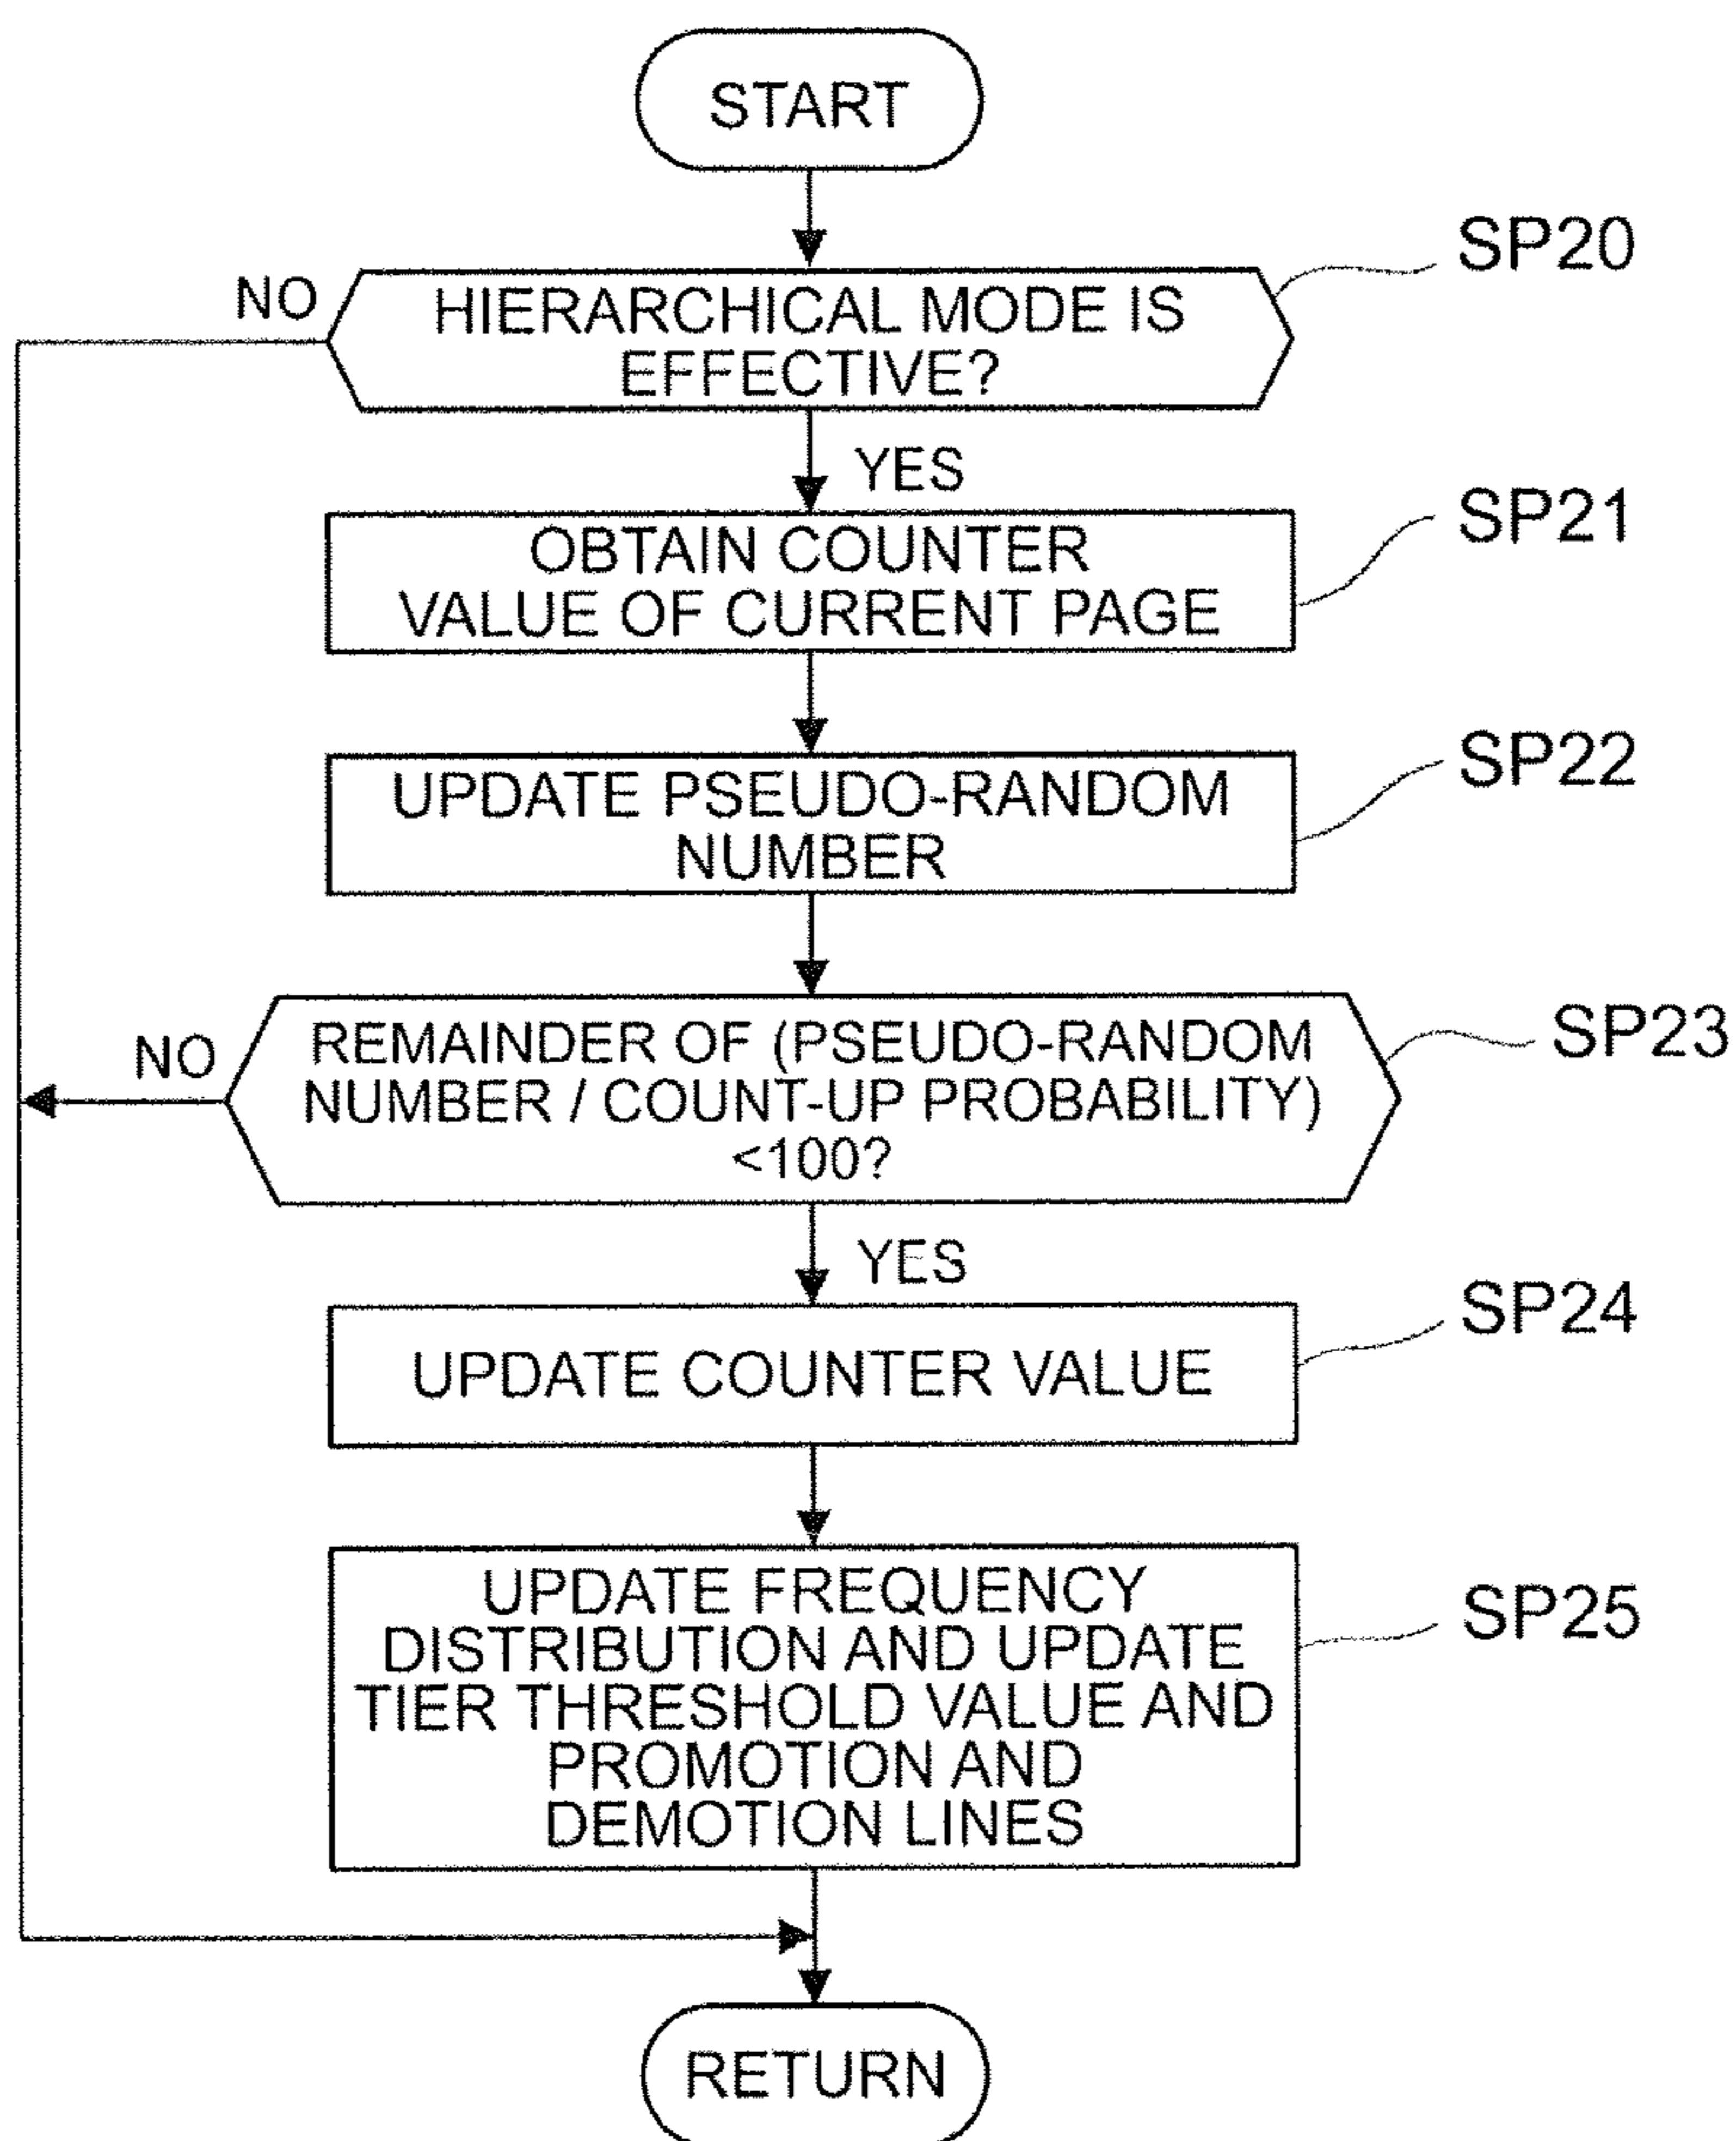 START
SP20
NO
HIERARCHICAL MODE IS
EFFECTIVE?
YES
SP21
OBTAIN COUNTER
VALUE OF CURRENT PAGE
SP22
UPDATE PSEUDO-RANDOM
NUMBER
SP23
NO
REMAINDER OF (PSEUDO-RANDOM
NUMBER / COUNT-UP PROBABILITY)
<100?
YES
SP24
UPDATE COUNTER VALUE
SP25
UPDATE FREQUENCY
DISTRIBUTION AND UPDATE
TIER THRESHOLD VALUE AND
PROMOTION AND
DEMOTION LINES
RETURN